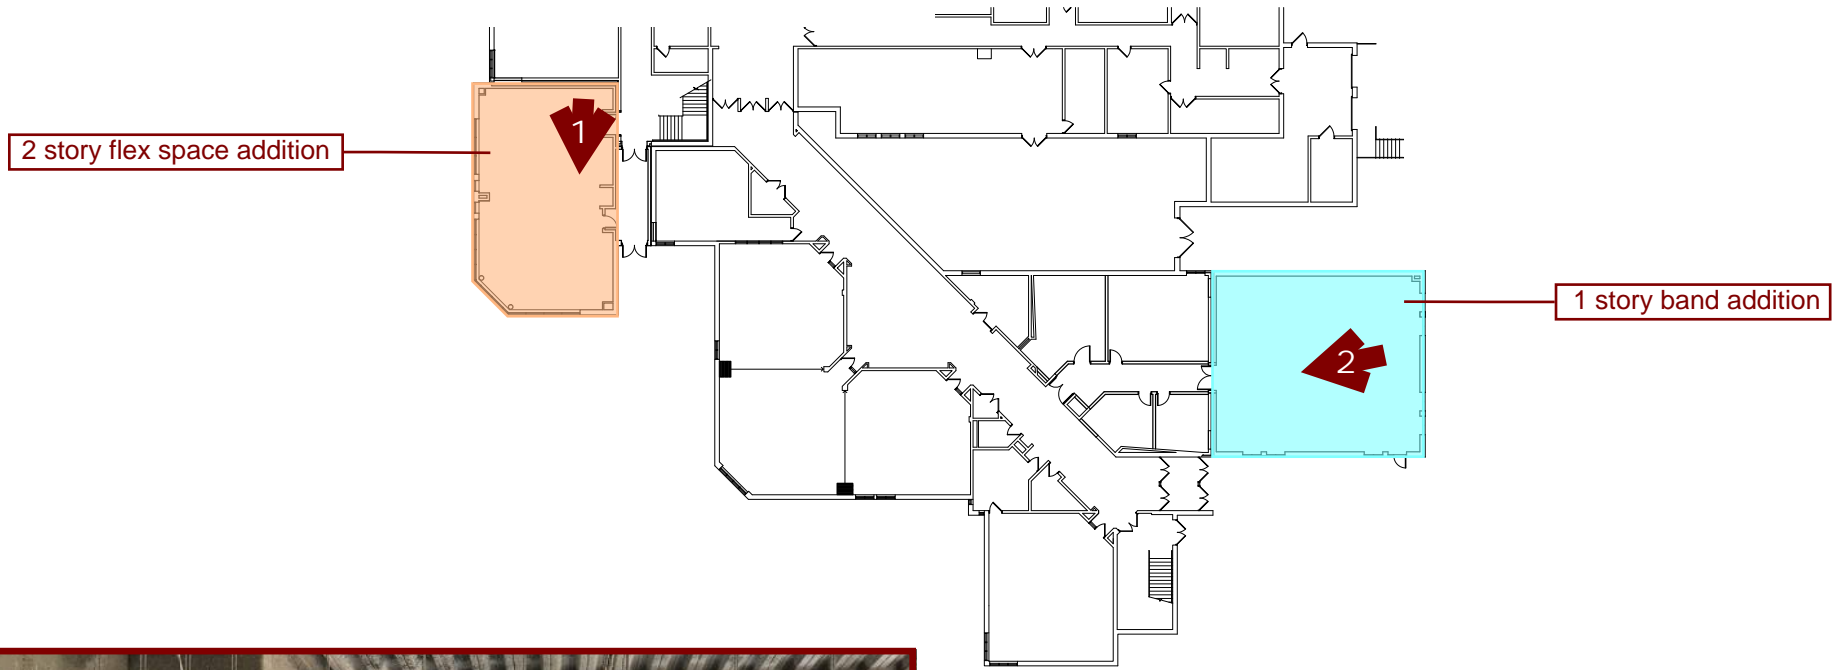 1
2 story flex space addition
1 story band addition
2